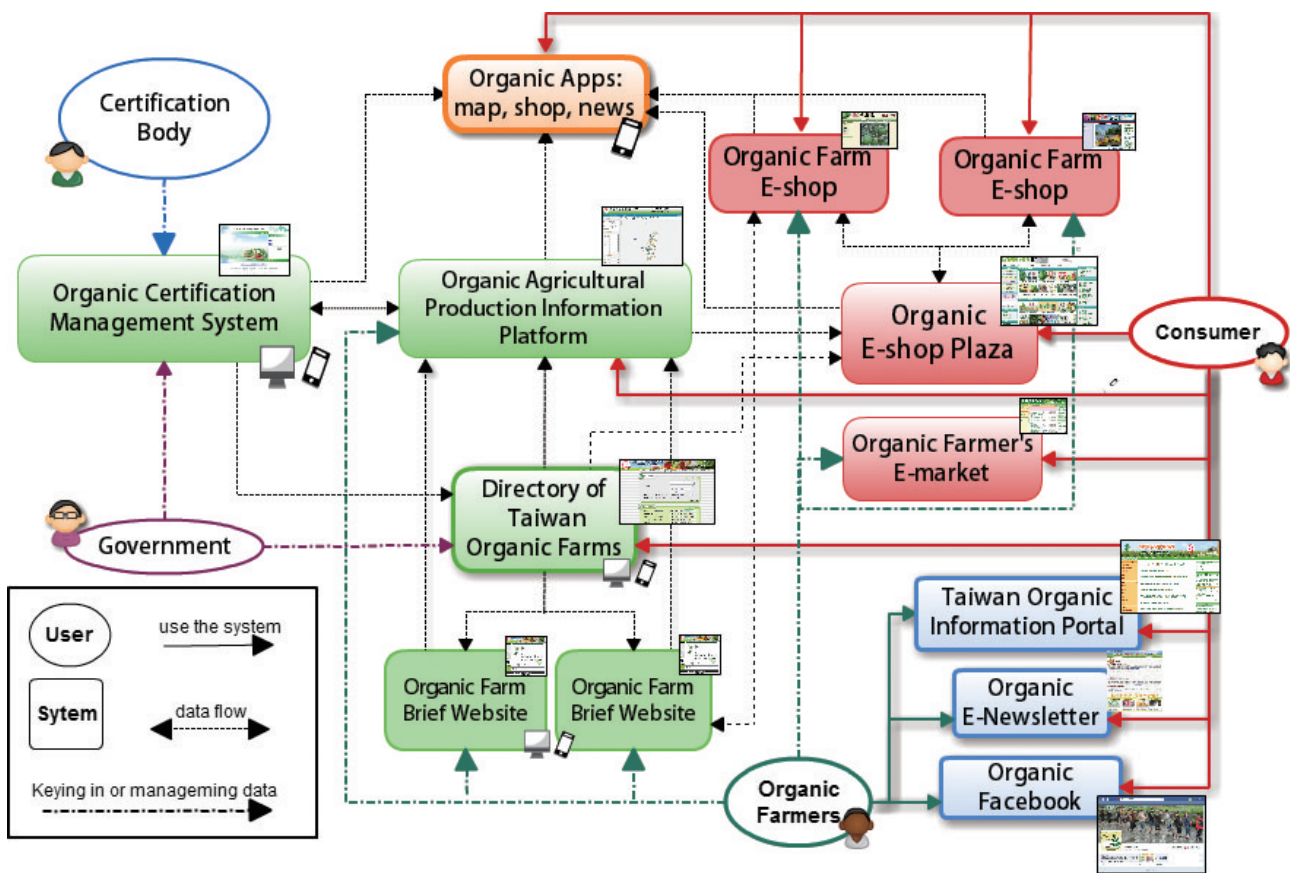 Certification
Body
Organic Apps:
map, shop, news
Organic Farm
E-shop
Organic Farm
E-shop
Organic Certification
Management System
Organic Agricultural
Production Information
Platform
Organic
E-shop Plaza
Consumer
Organic Farmer's
E-market
Directory of
Taiwan
Organic Farms
Government
User
use the system
Sytem
data flow
Keying in or manageming data
Organic Farm
Brief Website
Organic Farm
Brief Website
Taiwan Organic
Information Portal
Organic
E-Newsletter
Organic
Facebook
Organic
Farmers